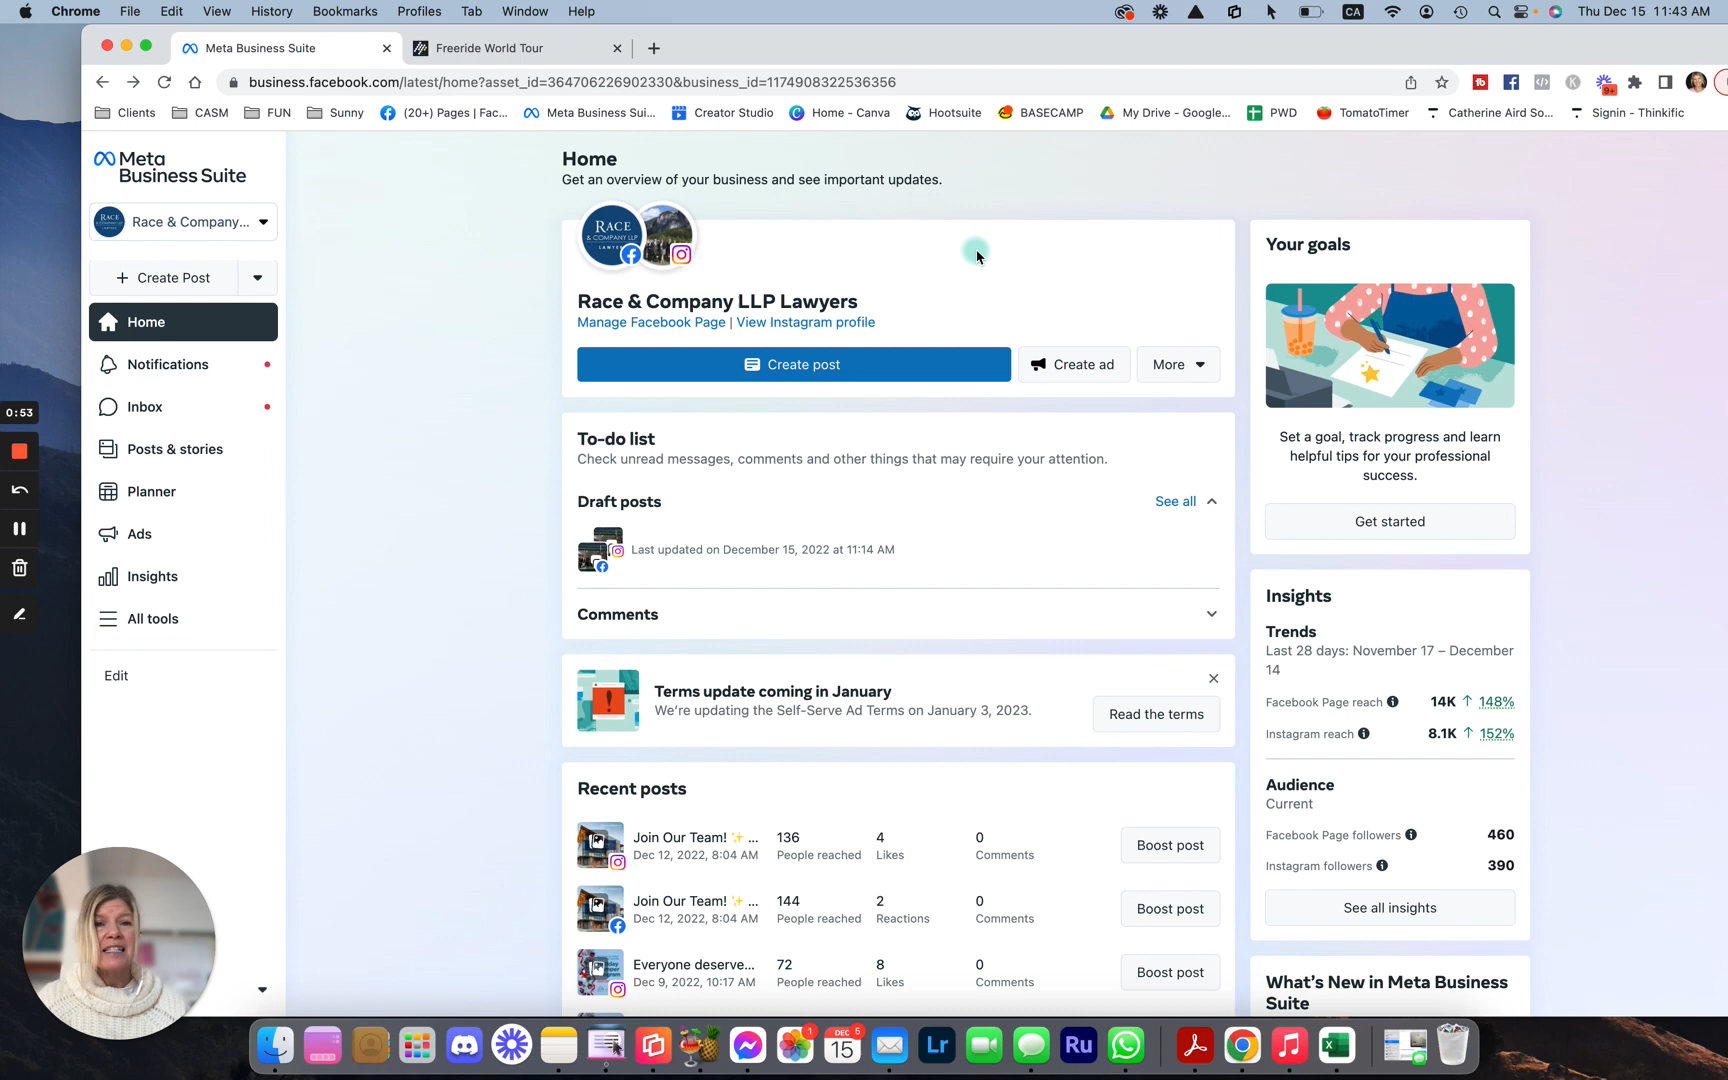 Chrome File Edit View History Bookmarks Profiles Tab Window Help CA Thu Dec 15 11:43 AM
Meta Business Suite Freeride World Tour
business.facebook.com/latest/home?asset_id=364706226902330&business_id=1174908322536356 9+
Clients CASM FUN Sunny (20+) Pages | Fac... Meta Business Sui... Creator Studio Home - Canva Hootsuite BASECAMP My Drive - Google... PWD TomatoTimer Catherine Aird So... Signin - Thinkific
Meta
Business Suite
Race & Company...
Create Post
Home
Notifications
Inbox
Posts & stories
Planner
Ads
Insights
All tools
Edit
0:53
Home
Get an overview of your business and see important updates.
RACE
& COMPANY LLP
Race & Company LLP Lawyers
Manage Facebook Page | View Instagram profile
Create post Create ad More
To-do list
Check unread messages, comments and other things that may require your attention.
Draft posts See all
Last updated on December 15, 2022 at 11:14 AM
Comments
Terms update coming in January
We're updating the Self-Serve Ad Terms on January 3, 2023.
Read the terms
Recent posts
Join Our Team! ✨ ... 136 4 0 Boost post
Dec 12, 2022, 8:04 AM People reached Likes Comments
Join Our Team! ✨ ... 144 2 0 Boost post
Dec 12, 2022, 8:04 AM People reached Reactions Comments
Everyone deserve... 72 8 0 Boost post
Dec 9, 2022, 10:17 AM People reached Likes Comments
Your goals
Set a goal, track progress and learn
helpful tips for your professional
success.
Get started
Insights
Trends
Last 28 days: November 17 – December
14
Facebook Page reach 14K ↑ 148%
Instagram reach 8.1K ↑ 152%
Audience
Current
Facebook Page followers 460
Instagram followers 390
See all insights
What's New in Meta Business
Suite
1 DEC 5 15 Lr Ru